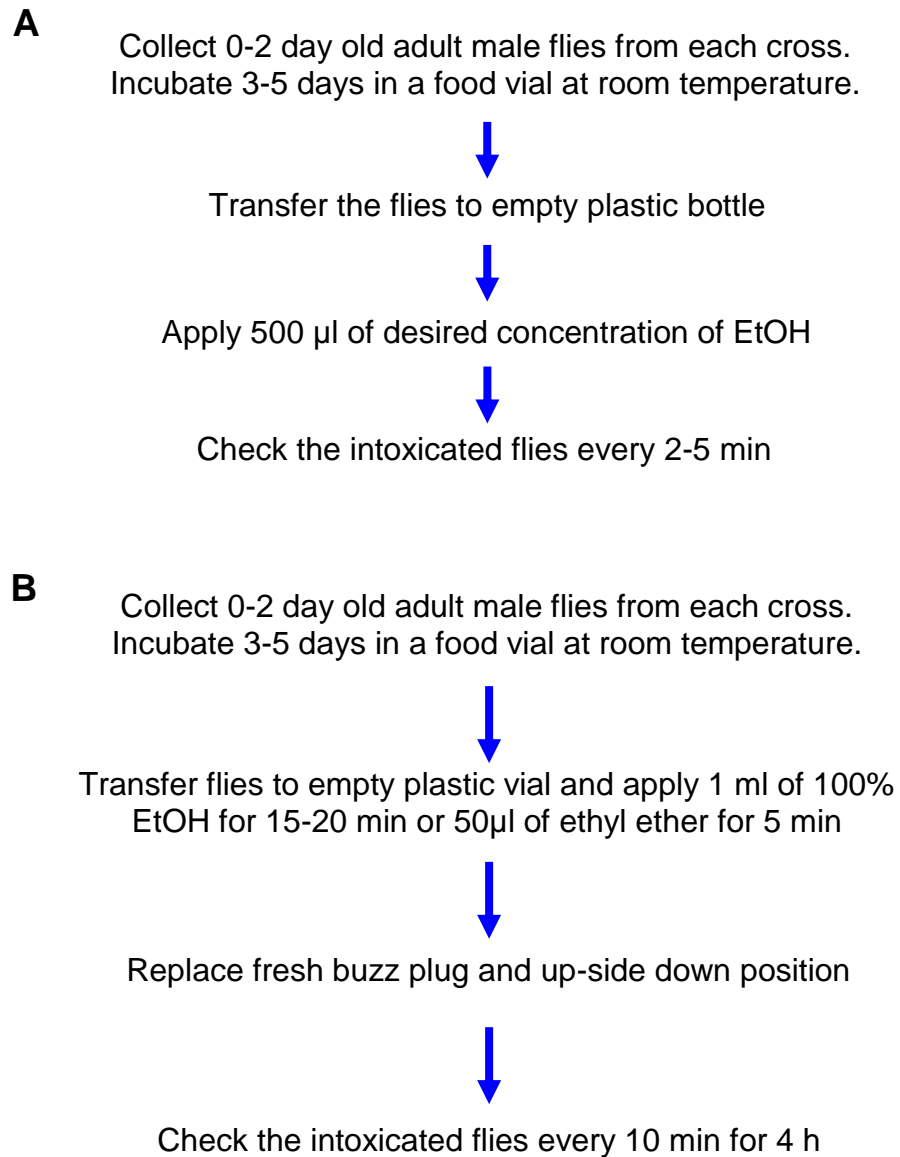 A
Collect 0-2 day old adult male flies from each cross.
Incubate 3-5 days in a food vial at room temperature.
Transfer the flies to empty plastic bottle
Apply 500 µl of desired concentration of EtOH
Check the intoxicated flies every 2-5 min
B
Collect 0-2 day old adult male flies from each cross.
Incubate 3-5 days in a food vial at room temperature.
Transfer flies to empty plastic vial and apply 1 ml of 100%
EtOH for 15-20 min or 50µl of ethyl ether for 5 min
Replace fresh buzz plug and up-side down position
Check the intoxicated flies every 10 min for 4 h